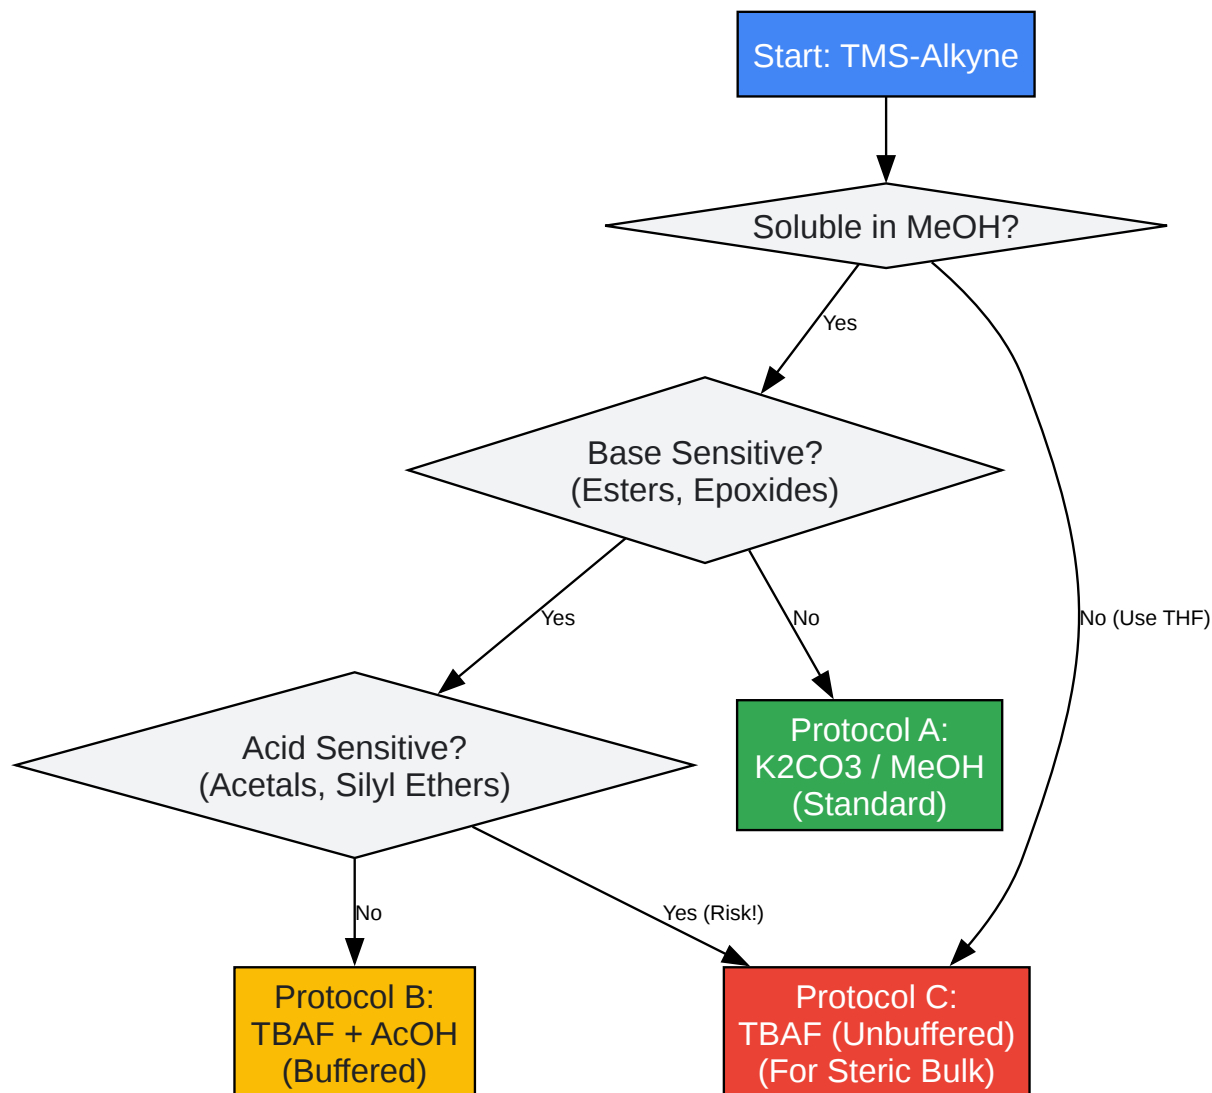 Start: TMS-Alkyne
Soluble in MeOH?
Yes
Base Sensitive?
(Esters, Epoxides)
Yes
No
No (Use THF)
Acid Sensitive?
(Acetals, Silyl Ethers)
Protocol A:
K2CO3 / MeOH
(Standard)
No
Yes (Risk!)
Protocol B:
TBAF + AcOH
(Buffered)
Protocol C:
TBAF (Unbuffered)
(For Steric Bulk)